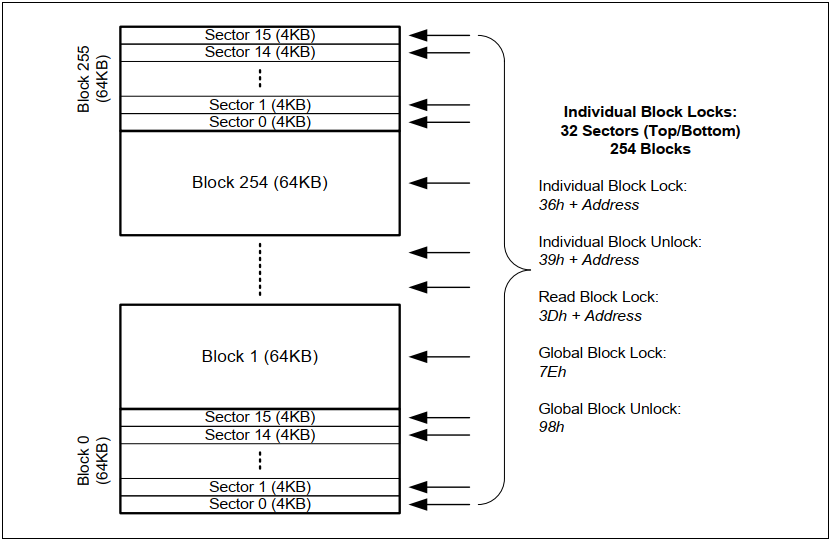 Block 255
(64KB)
Sector 15 (4KB)
Sector 14 (4KB)
Sector 1 (4KB)
Sector 0 (4KB)
Block 254 (64KB)
Block 1 (64KB)
Block 0
(64KB)
Sector 15 (4KB)
Sector 14 (4KB)
Sector 1 (4KB)
Sector 0 (4KB)
Individual Block Locks:
32 Sectors (Top/Bottom)
254 Blocks
Individual Block Lock:
36h + Address
Individual Block Unlock:
39h + Address
Read Block Lock:
3Dh + Address
Global Block Lock:
7Eh
Global Block Unlock:
98h